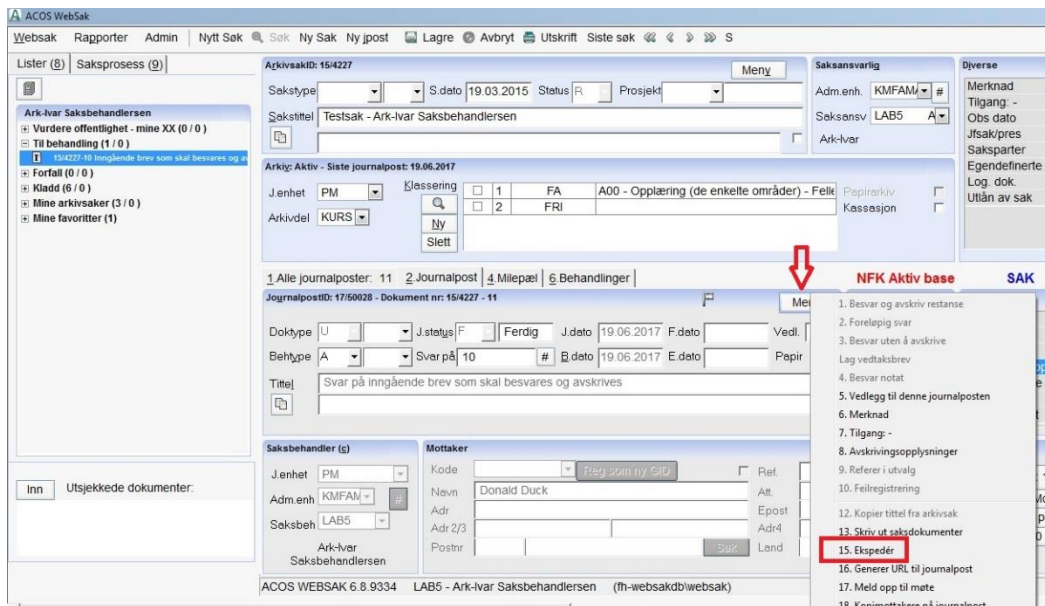 ACOS WebSak
Websak Rapporter Admin Nytt Søk Søk Ny Sak Ny jpost Lagre Avbryt Utskrift Siste søk S
Lister (8) Saksprosess (9)
Ark-Ivar Saksbehandlersen
Vurdere offentlighet - mine XX (0 / 0 )
Til behandling (1 / 0 )
15/4227-10 Inngående brev som skal besvares og av
Forfall (0 / 0 )
Kladd (6 / 0 )
Mine arkivsaker (3 / 0 )
Mine favoritter (1)
Inn Utsjekkede dokumenter:
ArkivsakID: 15/4227
Meny
Sakstype S.dato 19.03.2015 Status R Prosjekt
Sakstittel Testsak - Ark-Ivar Saksbehandlersen
Saksansvarlig
Adm.enh. KMFAM #
Saksansv LAB5 A
Ark-Ivar
Diverse
Merknad
Tilgang: -
Obs dato
Jfsak/pres
Saksparter
Egendefinerte
Log. dok.
Utlån av sak
Arkiv: Aktiv - Siste journalpost: 19.06.2017
J.enhet PM Klassering 1 FA A00 - Opplæring (de enkelte områder) - Felle Papirarkiv
2 FRI Kassasjon
Arkivdel KURS Ny
Slett
1 Alle journalposter: 11 2 Journalpost 4 Milepæl 6 Behandlinger
NFK Aktiv base SAK
JournalpostID: 17/50028 - Dokument nr: 15/4227 - 11
Doktype U J.status F Ferdig J.dato 19.06.2017 F.dato Vedl.
Behtype A Svar på 10 # B.dato 19.06.2017 E.dato Papir
Tittel Svar på inngående brev som skal besvares og avskrives
Saksbehandler (c)
J.enhet PM
Adm.enh KMFAM #
Saksbeh LAB5
Ark-Ivar
Saksbehandlersen
Mottaker
Kode Reg som ny GID Ref.
Navn Donald Duck Att.
Adr Epost
Adr 2/3 Adr4
Postnr Søk Land
1. Besvar og avskriv restanse
2. Foreløpig svar
3. Besvar uten å avskrive
Lag vedtaksbrev
4. Besvar notat
5. Vedlegg til denne journalposten
6. Merknad
7. Tilgang: -
8. Avskrivingsopplysninger
9. Referer i utvalg
10. Feilregistrering
12. Kopier tittel fra arkivsak
13. Skriv ut saksdokumenter
15. Ekspedér
16. Generer URL til journalpost
17. Meld opp til møte
18. Kopimottakere på journalpost
ACOS WEBSAK 6.8.9334 LAB5 - Ark-Ivar Saksbehandlersen (fh-websakdb\websak)